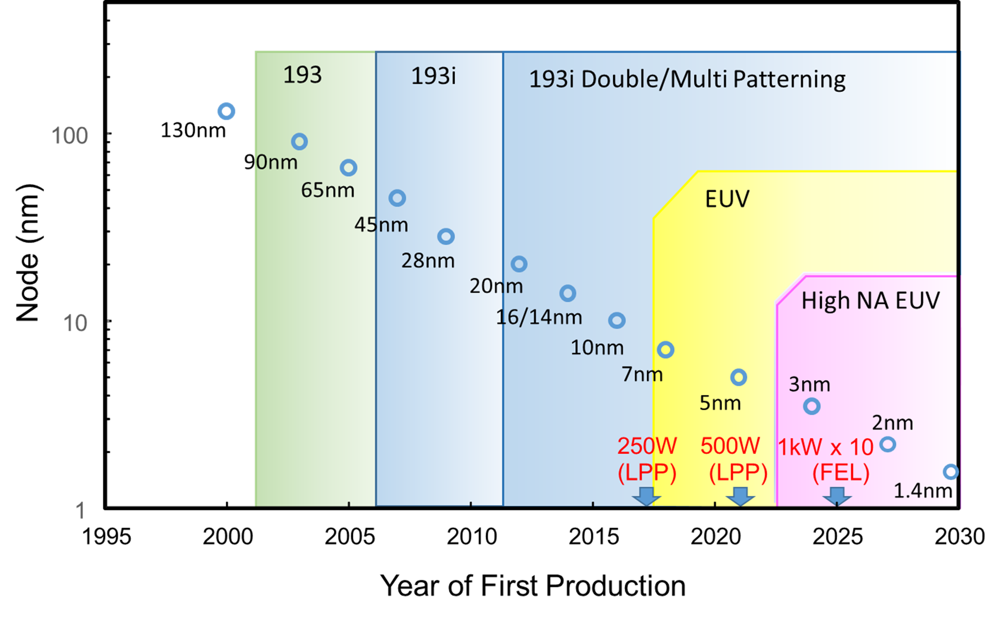 193
193i
193i Double/Multi Patterning
130nm
100
90nm
65nm
EUV
45nm
28nm
20nm
High NA EUV
16/14nm
10
10nm
7nm
3nm
5nm
2nm
250W
(LPP)
500W
(LPP)
1kW x 10
(FEL)
1.4nm
1
Node (nm)
1995 2000 2005 2010 2015 2020 2025 2030
Year of First Production